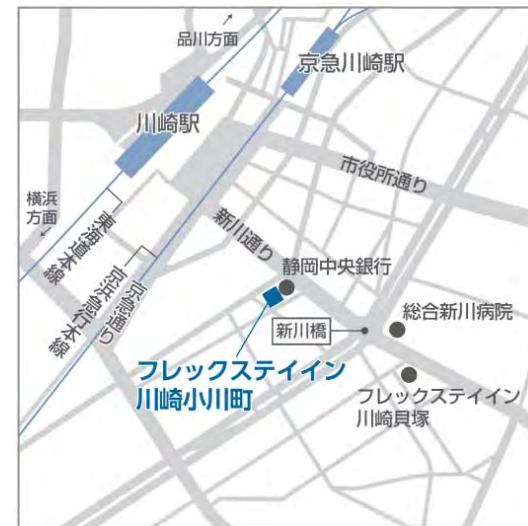 品川方面
京急川崎駅
川崎駅
市役所通り
横浜
方面
東海道本線
京浜急行本線
京急通り
新川通り
静岡中央銀行
新川橋
総合新川病院
フレックステイイン
川崎小川町
フレックステイイン
川崎貝塚